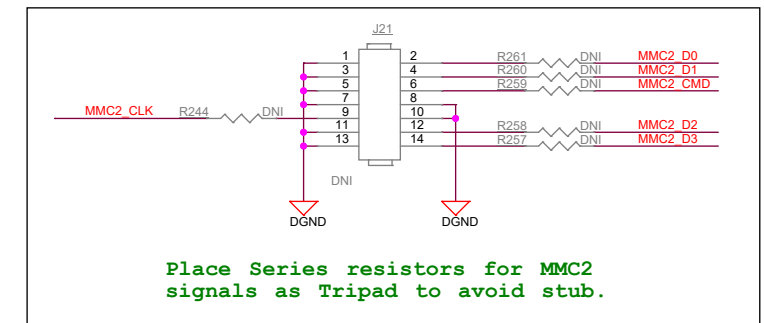 J21
1 2 R261 DNI MMC2_D0
3 4 R260 DNI MMC2_D1
5 6 R259 DNI MMC2_CMD
7 8
MMC2_CLK R244 DNI 9 10
11 12 R258 DNI MMC2_D2
13 14 R257 DNI MMC2_D3
DNI
DGND DGND
Place Series resistors for MMC2
signals as Tripad to avoid stub.